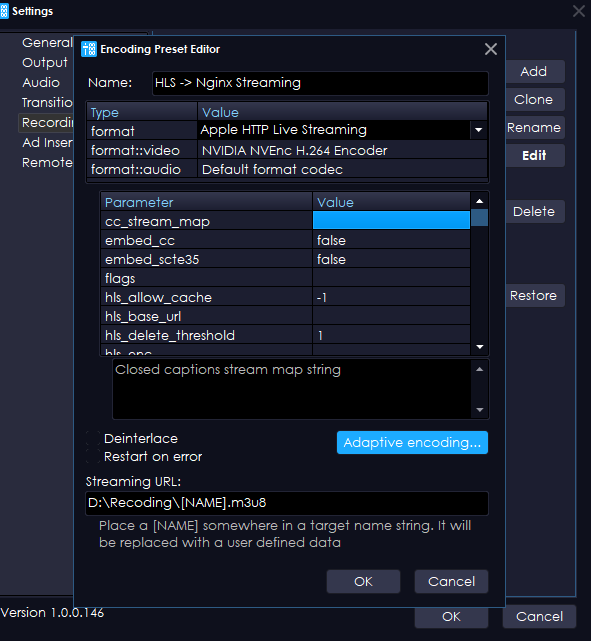 Settings
General
Output
Audio
Transitio
Recordin
Ad Inser
Remote
Encoding Preset Editor
Name: HLS -> Nginx Streaming
Type Value
format Apple HTTP Live Streaming
format::video NVIDIA NVEnc H.264 Encoder
format::audio Default format codec
Parameter Value
cc_stream_map
embed_cc false
embed_scte35 false
flags
hls_allow_cache -1
hls_base_url
hls_delete_threshold 1
hls_enc
Closed captions stream map string
Deinterlace
Restart on error
Adaptive encoding...
Streaming URL:
D:\Recoding\[NAME].m3u8
Place a [NAME] somewhere in a target name string. It will
be replaced with a user defined data
OK Cancel
Add
Clone
Rename
Edit
Delete
Restore
Version 1.0.0.146
OK Cancel